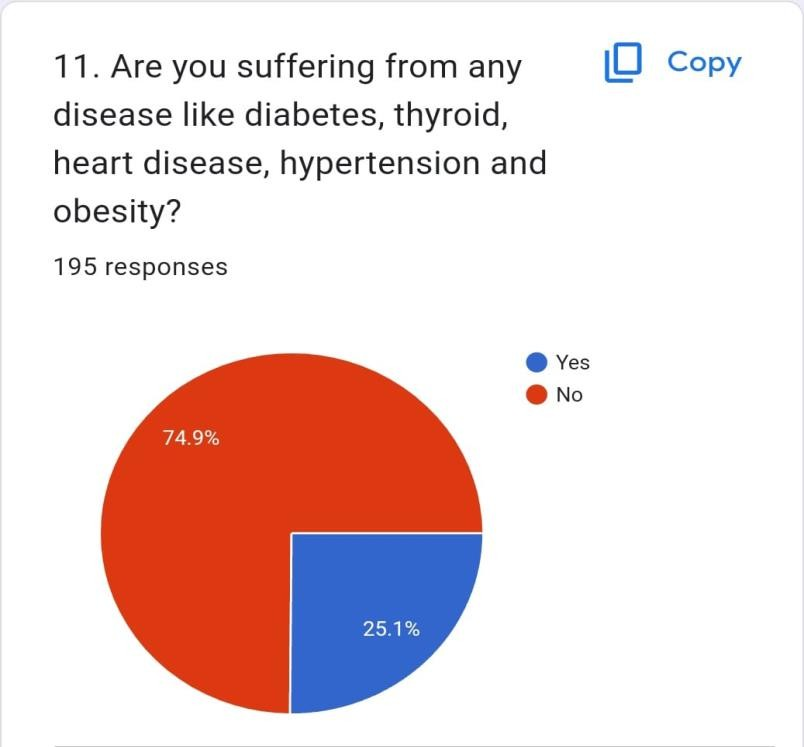 11. Are you suffering from any
Copy
disease like diabetes, thyroid,
heart disease, hypertension and
obesity?
195 responses
Yes
No
74.9%
25.1%